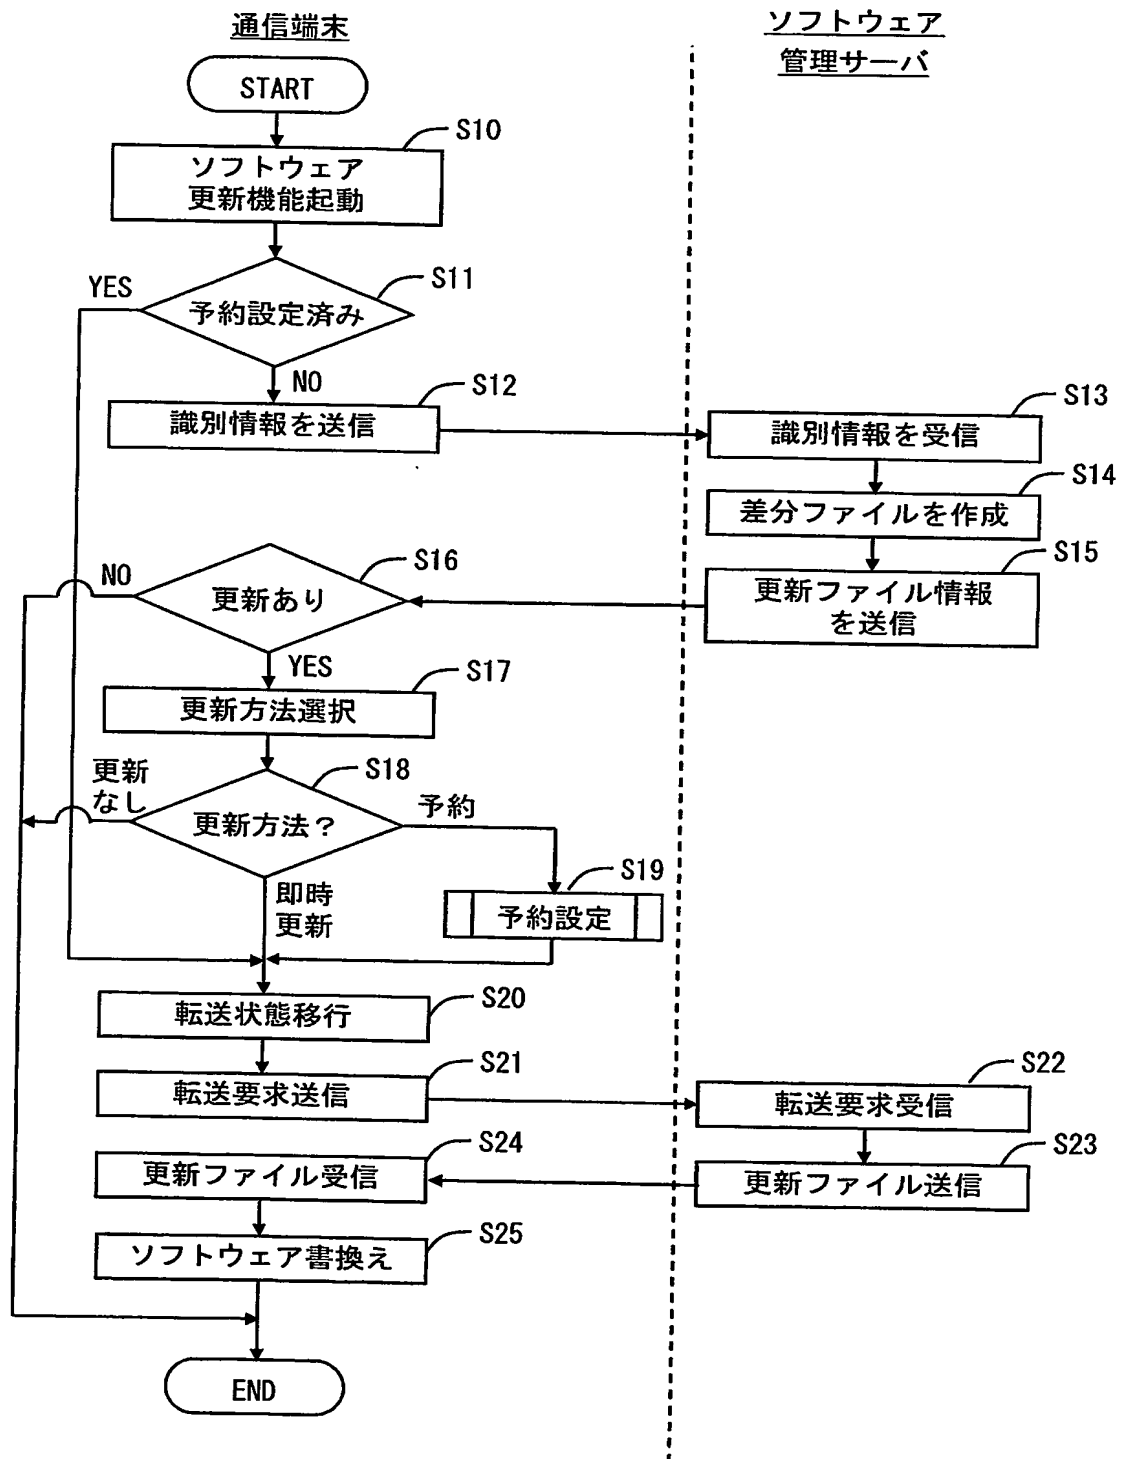 通信端末
ソフトウェア
管理サーバ
START
S10
ソフトウェア
更新機能起動
S11
YES
予約設定済み
NO
S12
識別情報を送信
S13
識別情報を受信
S14
差分ファイルを作成
S15
更新ファイル情報
を送信
S16
NO
更新あり
YES
S17
更新方法選択
S18
更新
なし
更新方法？
予約
S19
予約設定
即時
更新
S20
転送状態移行
S21
転送要求送信
S22
転送要求受信
S23
更新ファイル送信
S24
更新ファイル受信
S25
ソフトウェア書換え
END